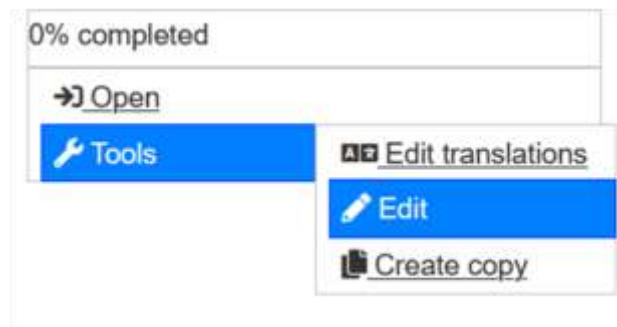 0% completed
Open
Tools
Edit translations
Edit
Create copy